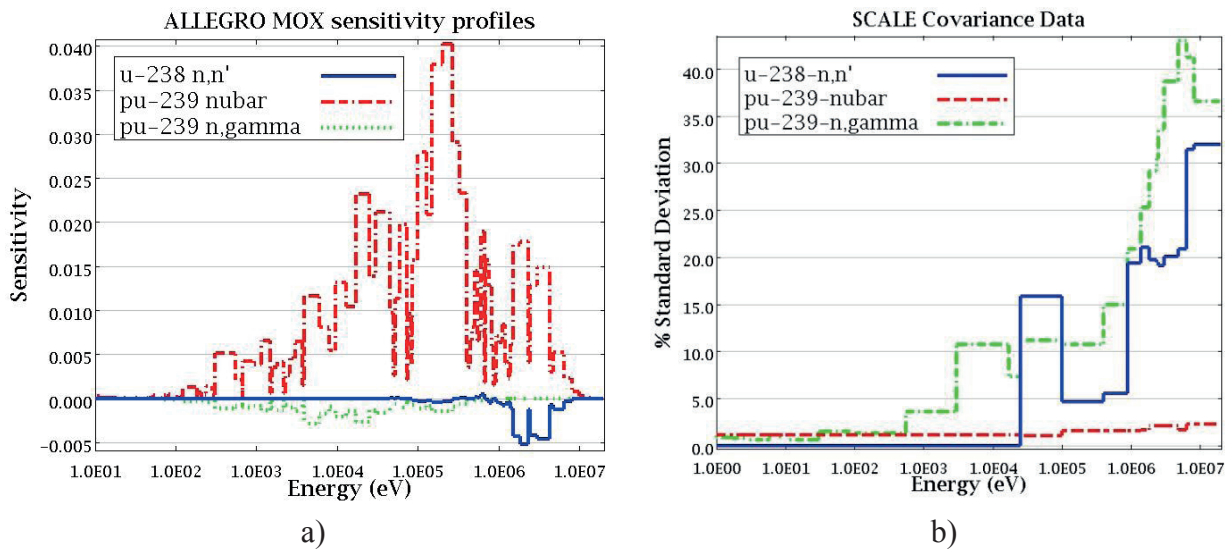 ALLEGRO MOX sensitivity profiles
0.040
0.035
0.030
0.025
0.020
0.015
0.010
0.005
0.000
−0.005
Sensitivity
u−238 n,n'
pu−239 nubar
pu−239 n,gamma
1.0E01 1.0E02 1.0E03 1.0E04 1.0E05 1.0E06 1.0E07
Energy (eV)
a)
SCALE Covariance Data
40.0
35.0
30.0
25.0
20.0
15.0
10.0
5.0
0.0
% Standard Deviation
u−238−n,n'
pu−239−nubar
pu−239−n,gamma
1.0E00 1.0E01 1.0E02 1.0E03 1.0E04 1.0E05 1.0E06 1.0E07
Energy (eV)
b)